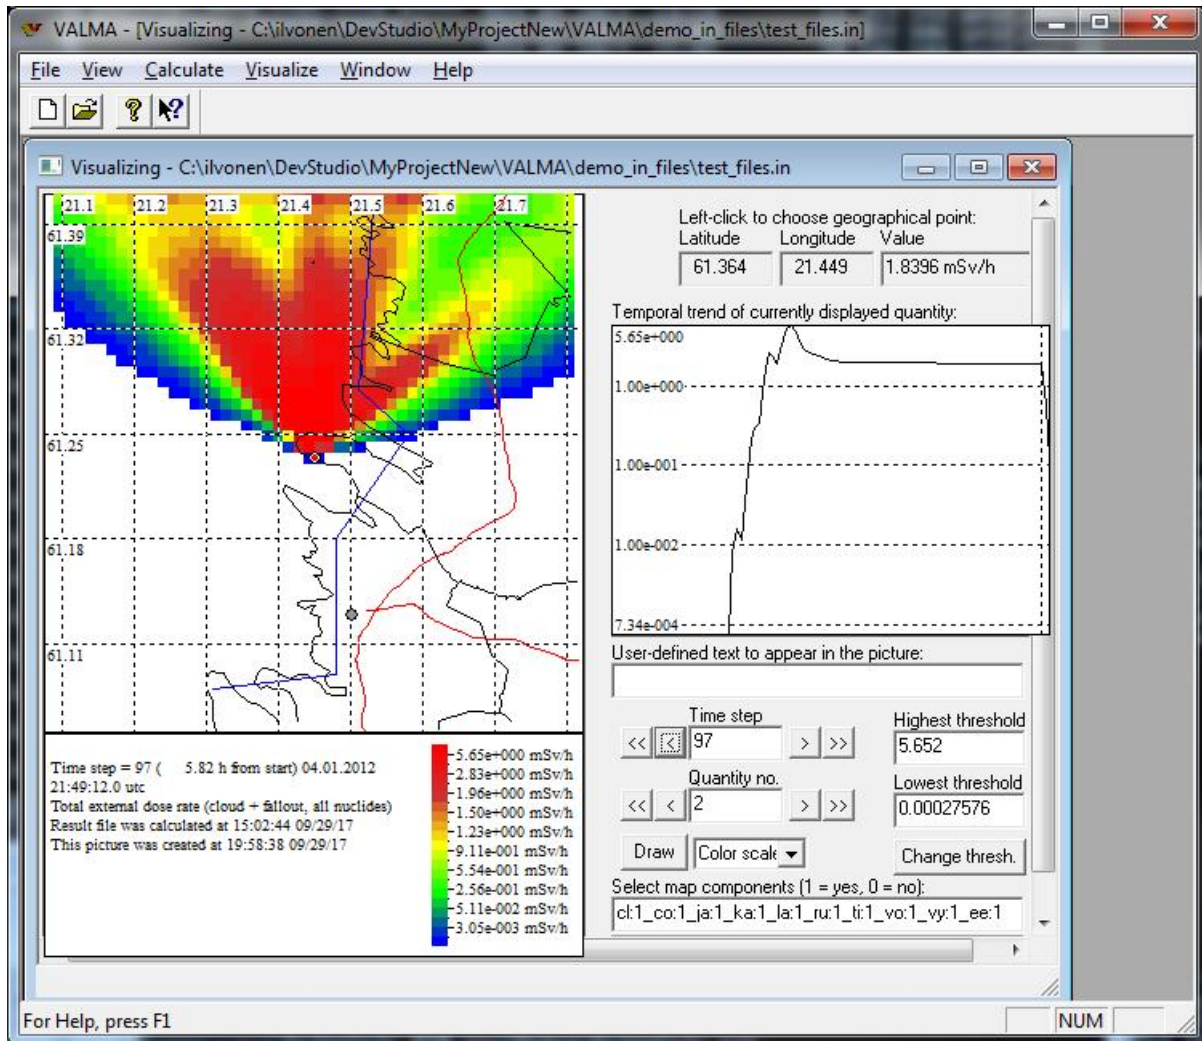 VALMA - [Visualizing - C:\ilvonen\DevStudio\MyProjectNew\VALMA\demo_in_files\test_files.in]
File View Calculate Visualize Window Help
Visualizing - C:\ilvonen\DevStudio\MyProjectNew\VALMA\demo_in_files\test_files.in
21.1 21.2 21.3 21.4 21.5 21.6 21.7
61.39
61.32
61.25
61.18
61.11
Time step = 97 ( 5.82 h from start) 04.01.2012
21:49:12.0 utc
Total external dose rate (cloud + fallout, all nuclides)
Result file was calculated at 15:02:44 09/29/17
This picture was created at 19:58:38 09/29/17
5.65e+000 mSv/h
2.83e+000 mSv/h
1.96e+000 mSv/h
1.50e+000 mSv/h
1.23e+000 mSv/h
9.11e-001 mSv/h
5.54e-001 mSv/h
2.56e-001 mSv/h
5.11e-002 mSv/h
3.05e-003 mSv/h
Left-click to choose geographical point:
Latitude Longitude Value
61.364 21.449 1.8396 mSv/h
Temporal trend of currently displayed quantity:
5.65e+000
1.00e+000
1.00e-001
1.00e-002
7.34e-004
User-defined text to appear in the picture:
Time step
<< < 97 > >>
Quantity no.
<< < 2 > >>
Highest threshold
5.652
Lowest threshold
0.00027576
Draw Color scale Change thresh.
Select map components (1 = yes, 0 = no):
cl:1_co:1_ja:1_ka:1_la:1_ru:1_ti:1_vo:1_vy:1_ee:1
For Help, press F1
NUM